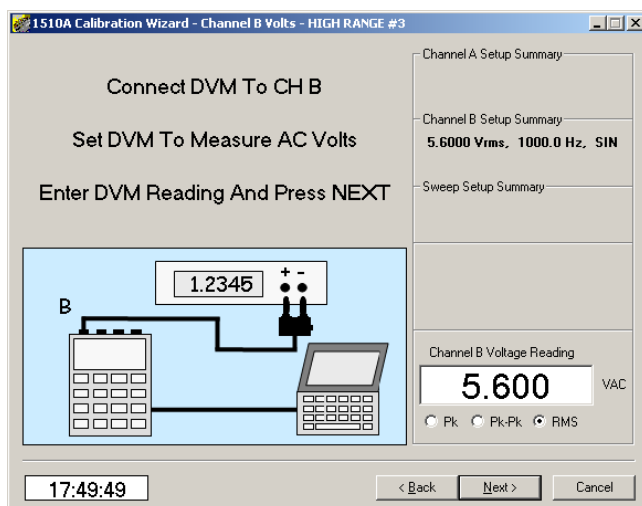 1510A Calibration Wizard - Channel B Volts - HIGH RANGE #3
Connect DVM To CH B
Set DVM To Measure AC Volts
Enter DVM Reading And Press NEXT
1.2345
+ -
B
Channel A Setup Summary
Channel B Setup Summary
5.6000 Vrms, 1000.0 Hz, SIN
Sweep Setup Summary
Channel B Voltage Reading
5.600 VAC
Pk Pk-Pk RMS
17:49:49
< Back Next > Cancel